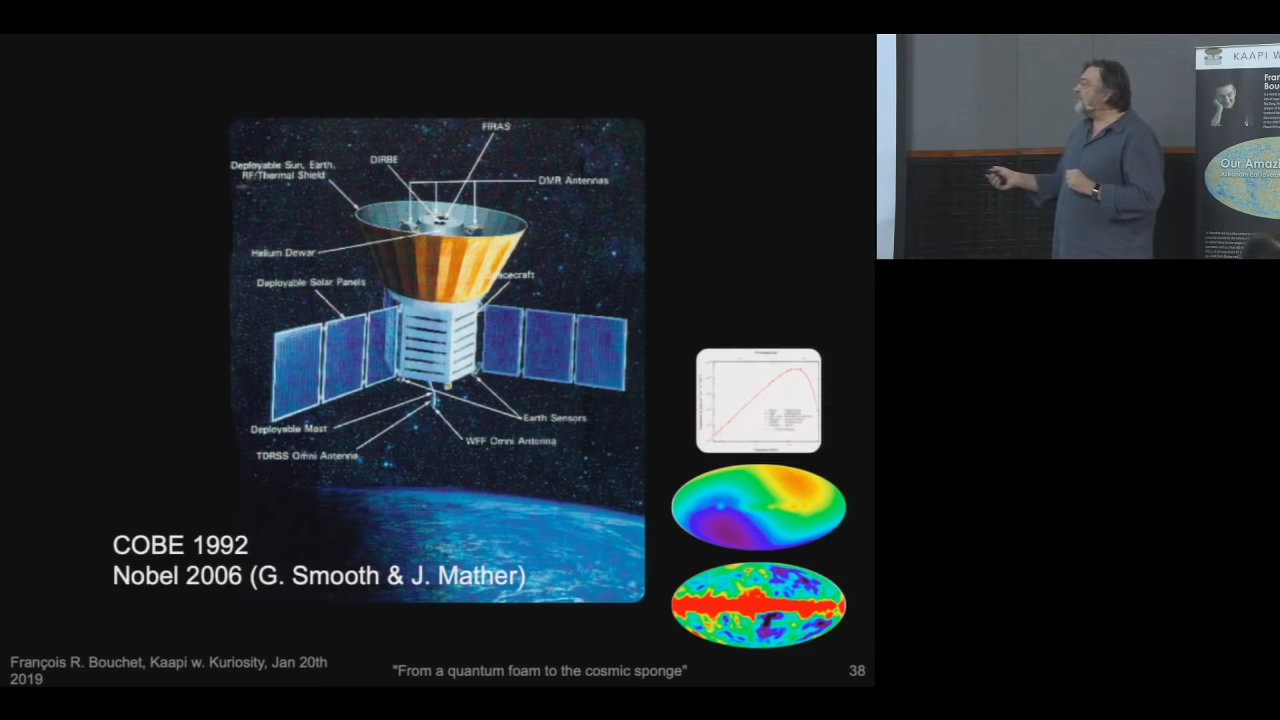 FIRAS
DIRBE
Deployable Sun, Earth,
RF/Thermal Shield
DMR Antennas
Helium Dewar
Spacecraft
Deployable Solar Panels
Earth Sensors
Deployable Mast
WFF Omni Antenna
TDRSS Omni Antenna
COBE 1992
Nobel 2006 (G. Smooth & J. Mather)
François R. Bouchet, Kaapi w. Kuriosity, Jan 20th
2019
"From a quantum foam to the cosmic sponge"
38
KAAPI W
Fran
Bou
Our Amazi